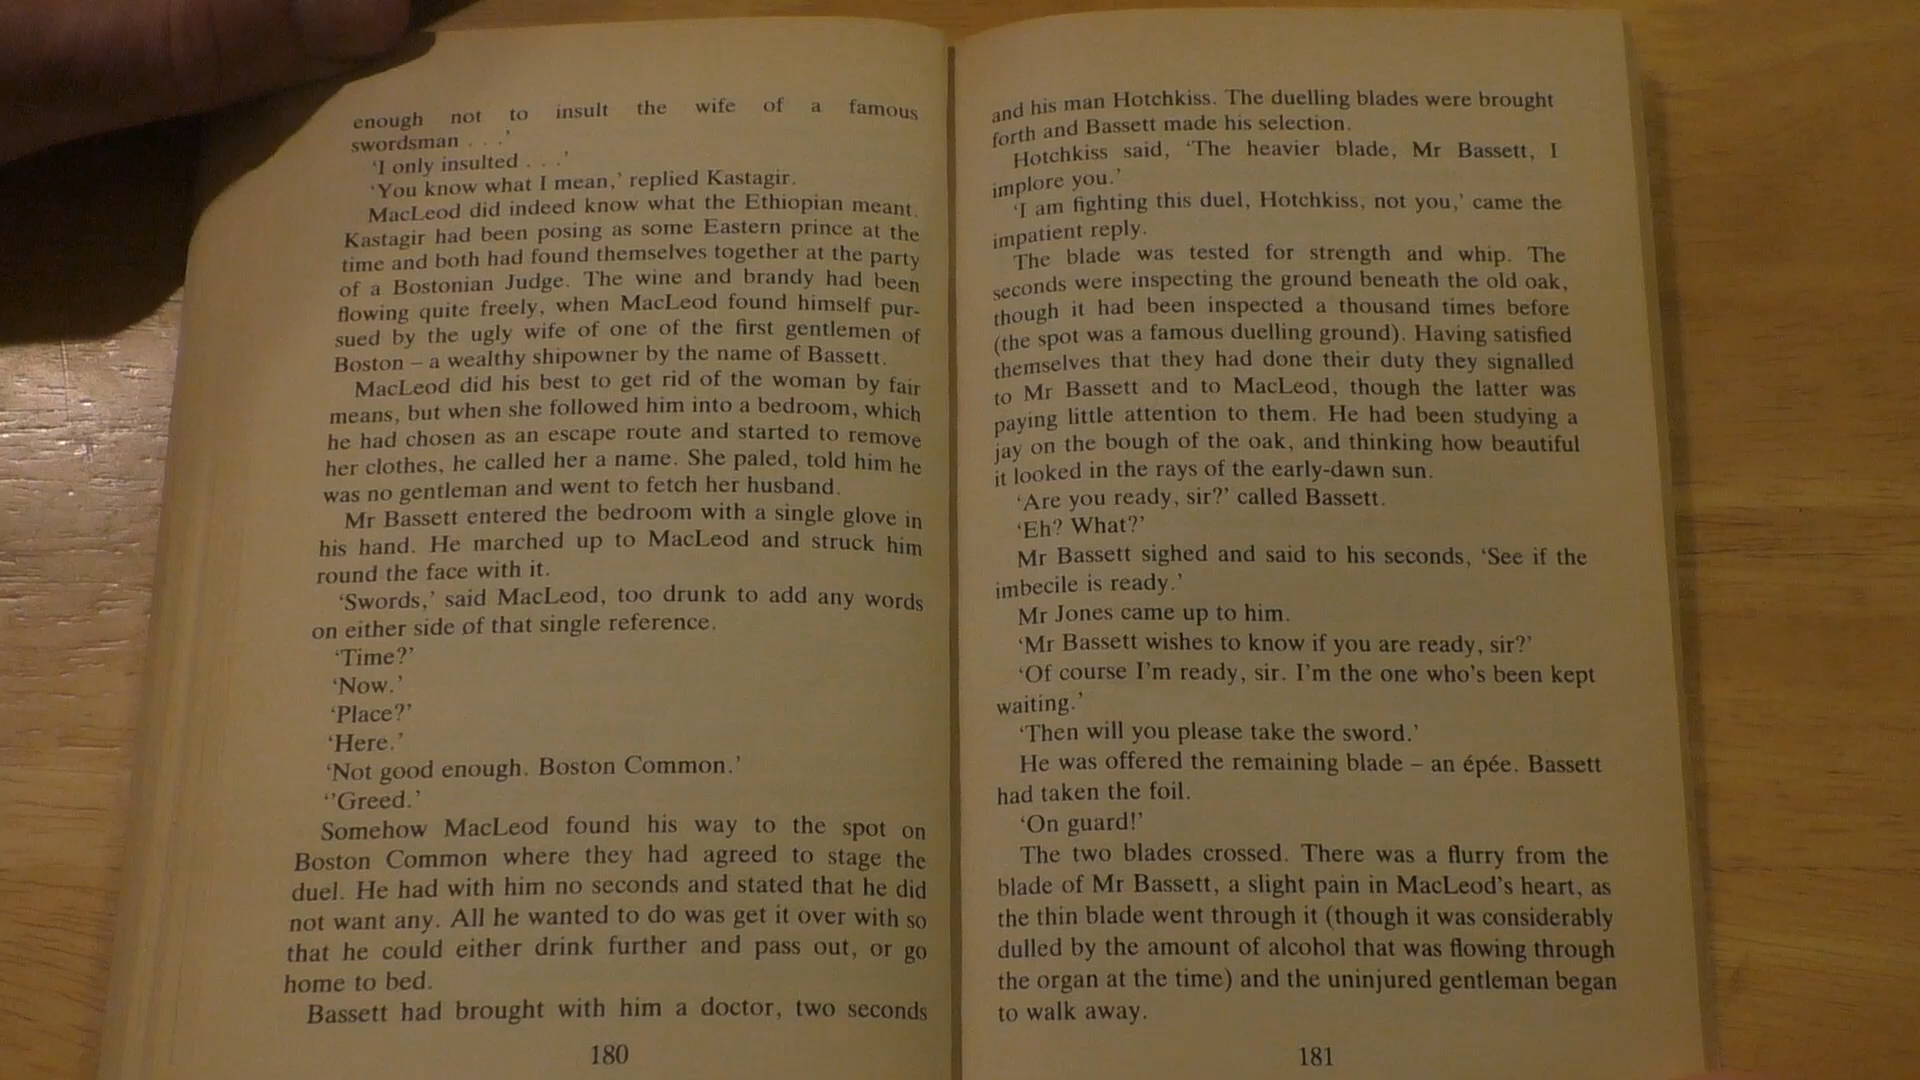 enough not to insult the wife of a famous
swordsman . . .’
‘I only insulted . . .’
‘You know what I mean,’ replied Kastagir.
MacLeod did indeed know what the Ethiopian meant.
Kastagir had been posing as some Eastern prince at the
time and both had found themselves together at the party
of a Bostonian Judge. The wine and brandy had been
flowing quite freely, when MacLeod found himself pur-
sued by the ugly wife of one of the first gentlemen of
Boston – a wealthy shipowner by the name of Bassett.
MacLeod did his best to get rid of the woman by fair
means, but when she followed him into a bedroom, which
he had chosen as an escape route and started to remove
her clothes, he called her a name. She paled, told him he
was no gentleman and went to fetch her husband.
Mr Bassett entered the bedroom with a single glove in
his hand. He marched up to MacLeod and struck him
round the face with it.
‘Swords,’ said MacLeod, too drunk to add any words
on either side of that single reference.
‘Time?’
‘Now.’
‘Place?’
‘Here.’
‘Not good enough. Boston Common.’
‘’Greed.’
Somehow MacLeod found his way to the spot on
Boston Common where they had agreed to stage the
duel. He had with him no seconds and stated that he did
not want any. All he wanted to do was get it over with so
that he could either drink further and pass out, or go
home to bed.
Bassett had brought with him a doctor, two seconds
180
and his man Hotchkiss. The duelling blades were brought
forth and Bassett made his selection.
Hotchkiss said, ‘The heavier blade, Mr Bassett, I
implore you.’
‘I am fighting this duel, Hotchkiss, not you,’ came the
impatient reply.
The blade was tested for strength and whip. The
seconds were inspecting the ground beneath the old oak,
though it had been inspected a thousand times before
(the spot was a famous duelling ground). Having satisfied
themselves that they had done their duty they signalled
to Mr Bassett and to MacLeod, though the latter was
paying little attention to them. He had been studying a
jay on the bough of the oak, and thinking how beautiful
it looked in the rays of the early-dawn sun.
‘Are you ready, sir?’ called Bassett.
‘Eh? What?’
Mr Bassett sighed and said to his seconds, ‘See if the
imbecile is ready.’
Mr Jones came up to him.
‘Mr Bassett wishes to know if you are ready, sir?’
‘Of course I’m ready, sir. I’m the one who’s been kept
waiting.’
‘Then will you please take the sword.’
He was offered the remaining blade – an épée. Bassett
had taken the foil.
‘On guard!’
The two blades crossed. There was a flurry from the
blade of Mr Bassett, a slight pain in MacLeod’s heart, as
the thin blade went through it (though it was considerably
dulled by the amount of alcohol that was flowing through
the organ at the time) and the uninjured gentleman began
to walk away.
181